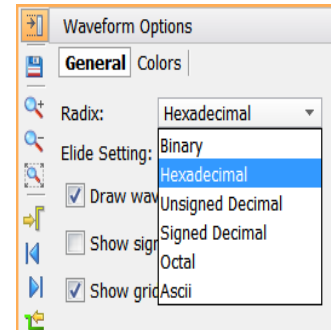 Waveform Options
General Colors
Radix: Hexadecimal
Elide Setting: Binary
Hexadecimal
Draw wav Unsigned Decimal
Signed Decimal
Show sign Octal
Show grid Ascii